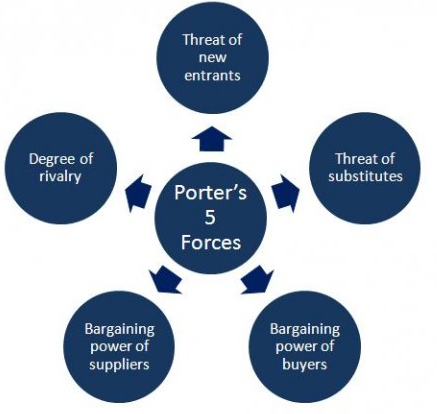 Threat of
new
entrants
Degree of
rivalry
Threat of
substitutes
Porter's
5
Forces
Bargaining
power of
suppliers
Bargaining
power of
buyers